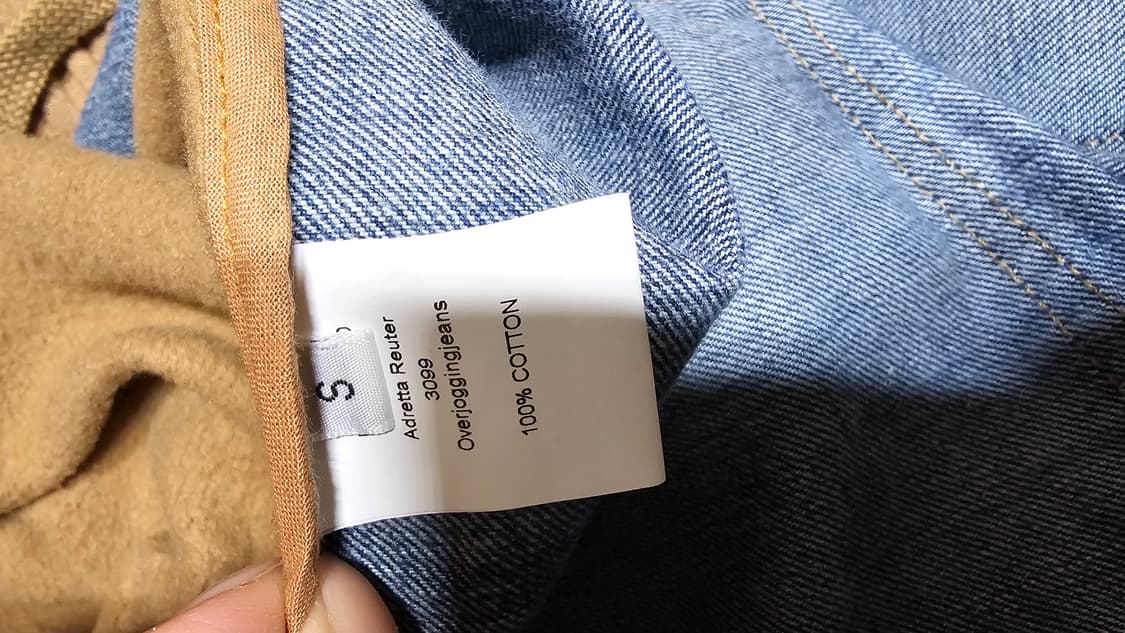 S
Adretta Reuter
3099
Overjoggingjeans
100% COTTON